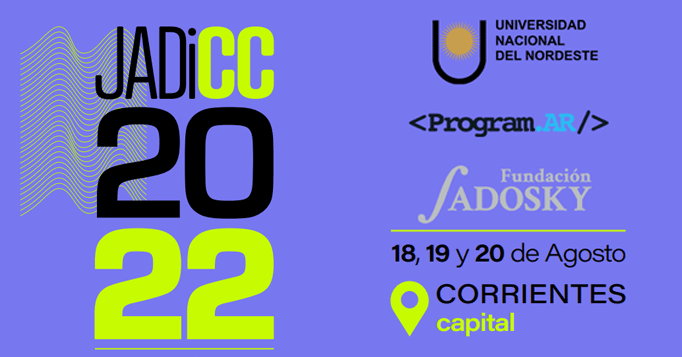 JADiCC
20
22
UNIVERSIDAD
NACIONAL
DEL NORDESTE
<Program.AR/>
Fundación
SADOSKY
18, 19 y 20 de Agosto
CORRIENTES
capital